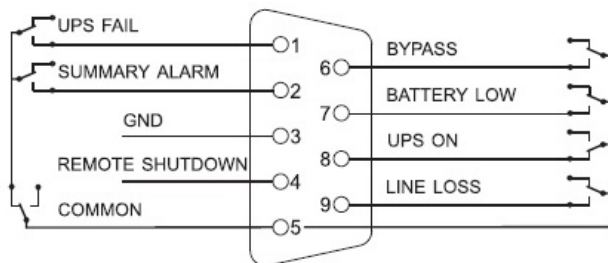 UPS FAIL
1
SUMMARY ALARM
2
GND
3
REMOTE SHUTDOWN
4
COMMON
5
BYPASS
6
BATTERY LOW
7
UPS ON
8
LINE LOSS
9